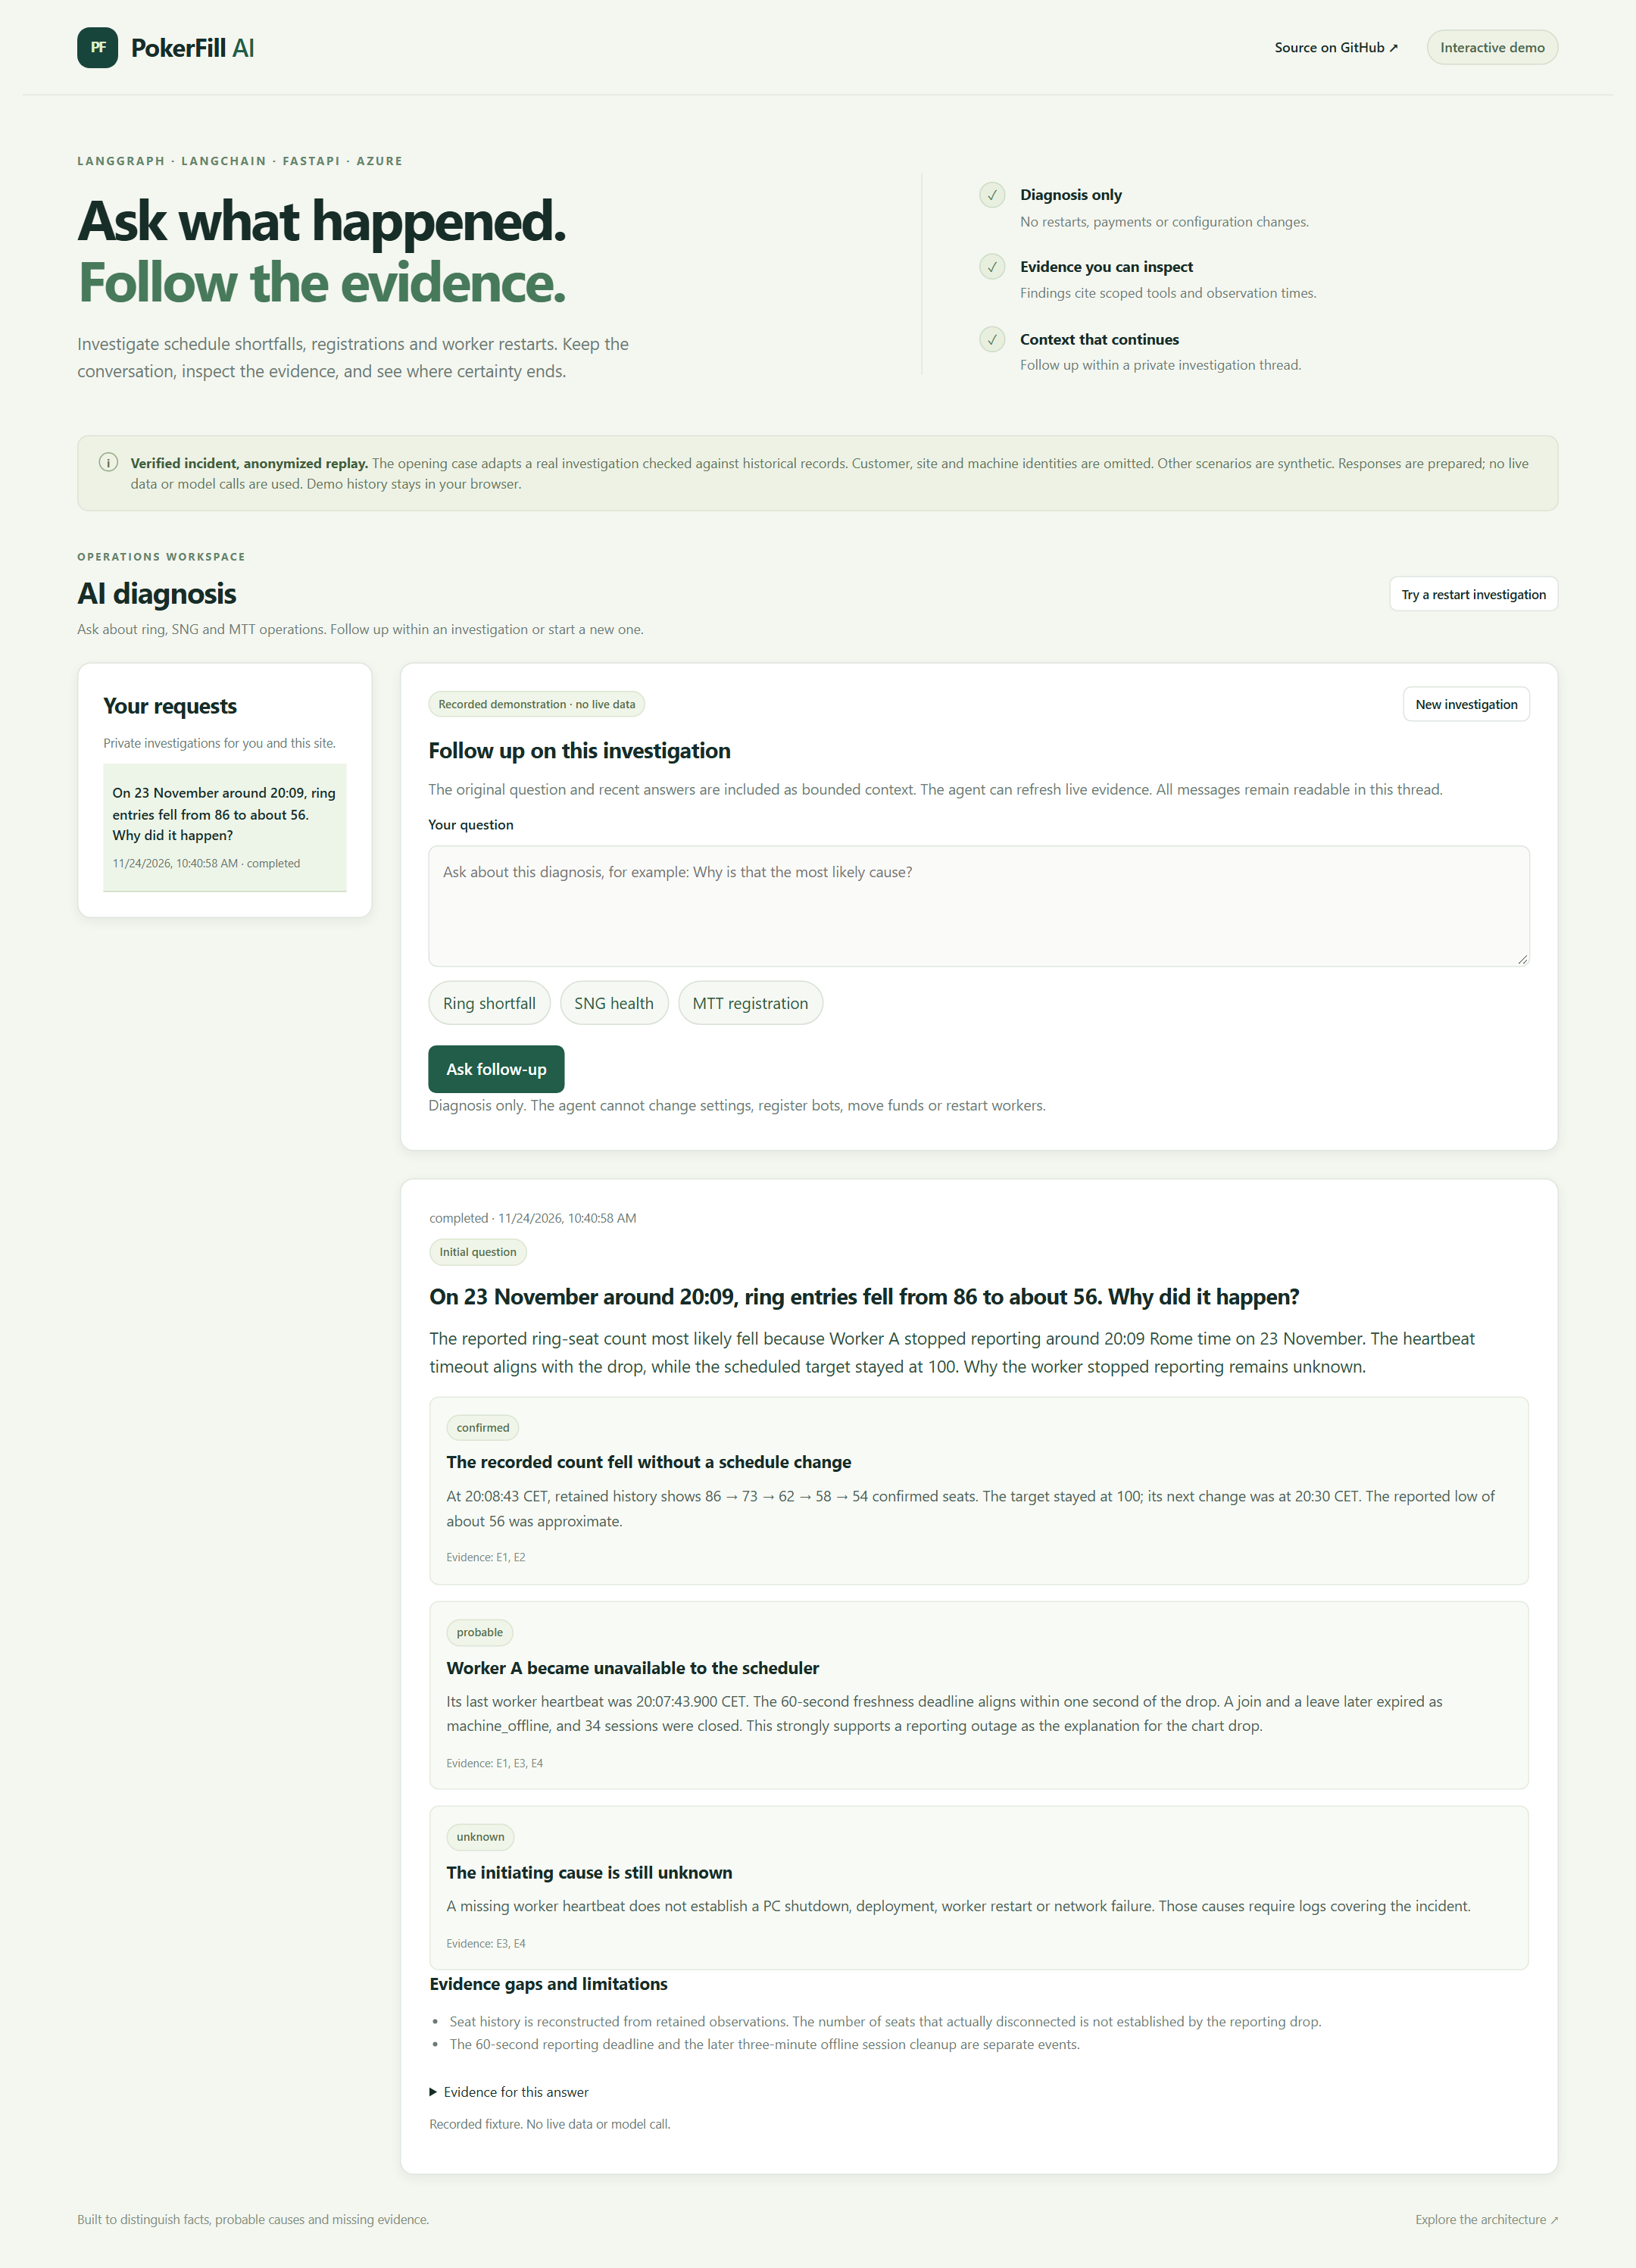 PF
PokerFill AI
Source on GitHub ↗
Interactive demo
LANGGRAPH · LANGCHAIN · FASTAPI · AZURE
Ask what happened.
Follow the evidence.
Investigate schedule shortfalls, registrations and worker restarts. Keep the
conversation, inspect the evidence, and see where certainty ends.
✓ Diagnosis only
No restarts, payments or configuration changes.
✓ Evidence you can inspect
Findings cite scoped tools and observation times.
✓ Context that continues
Follow up within a private investigation thread.
i Verified incident, anonymized replay. The opening case adapts a real investigation checked against historical records. Customer, site and machine identities are omitted. Other scenarios are synthetic. Responses are prepared; no live
data or model calls are used. Demo history stays in your browser.
OPERATIONS WORKSPACE
AI diagnosis
Try a restart investigation
Ask about ring, SNG and MTT operations. Follow up within an investigation or start a new one.
Your requests
Private investigations for you and this site.
On 23 November around 20:09, ring
entries fell from 86 to about 56.
Why did it happen?
11/24/2026, 10:40:58 AM · completed
Recorded demonstration · no live data
New investigation
Follow up on this investigation
The original question and recent answers are included as bounded context. The agent can refresh live evidence. All messages remain readable in this thread.
Your question
Ask about this diagnosis, for example: Why is that the most likely cause?
Ring shortfall
SNG health
MTT registration
Ask follow-up
Diagnosis only. The agent cannot change settings, register bots, move funds or restart workers.
completed · 11/24/2026, 10:40:58 AM
Initial question
On 23 November around 20:09, ring entries fell from 86 to about 56. Why did it happen?
The reported ring-seat count most likely fell because Worker A stopped reporting around 20:09 Rome time on 23 November. The heartbeat
timeout aligns with the drop, while the scheduled target stayed at 100. Why the worker stopped reporting remains unknown.
confirmed
The recorded count fell without a schedule change
At 20:08:43 CET, retained history shows 86 → 73 → 62 → 58 → 54 confirmed seats. The target stayed at 100; its next change was at 20:30 CET. The reported low of
about 56 was approximate.
Evidence: E1, E2
probable
Worker A became unavailable to the scheduler
Its last worker heartbeat was 20:07:43.900 CET. The 60-second freshness deadline aligns within one second of the drop. A join and a leave later expired as
machine_offline, and 34 sessions were closed. This strongly supports a reporting outage as the explanation for the chart drop.
Evidence: E1, E3, E4
unknown
The initiating cause is still unknown
A missing worker heartbeat does not establish a PC shutdown, deployment, worker restart or network failure. Those causes require logs covering the incident.
Evidence: E3, E4
Evidence gaps and limitations
• Seat history is reconstructed from retained observations. The number of seats that actually disconnected is not established by the reporting drop.
• The 60-second reporting deadline and the later three-minute offline session cleanup are separate events.
▶ Evidence for this answer
Recorded fixture. No live data or model call.
Built to distinguish facts, probable causes and missing evidence.
Explore the architecture ↗